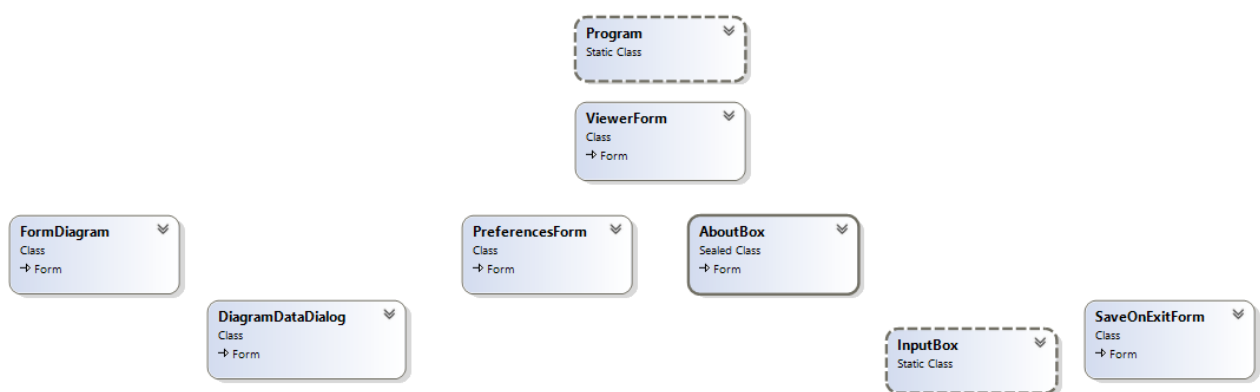 Program
Static Class
ViewerForm
Class
Form
FormDiagram
Class
Form
PreferencesForm
Class
Form
AboutBox
Sealed Class
Form
DiagramDataDialog
Class
Form
InputBox
Static Class
SaveOnExitForm
Class
Form